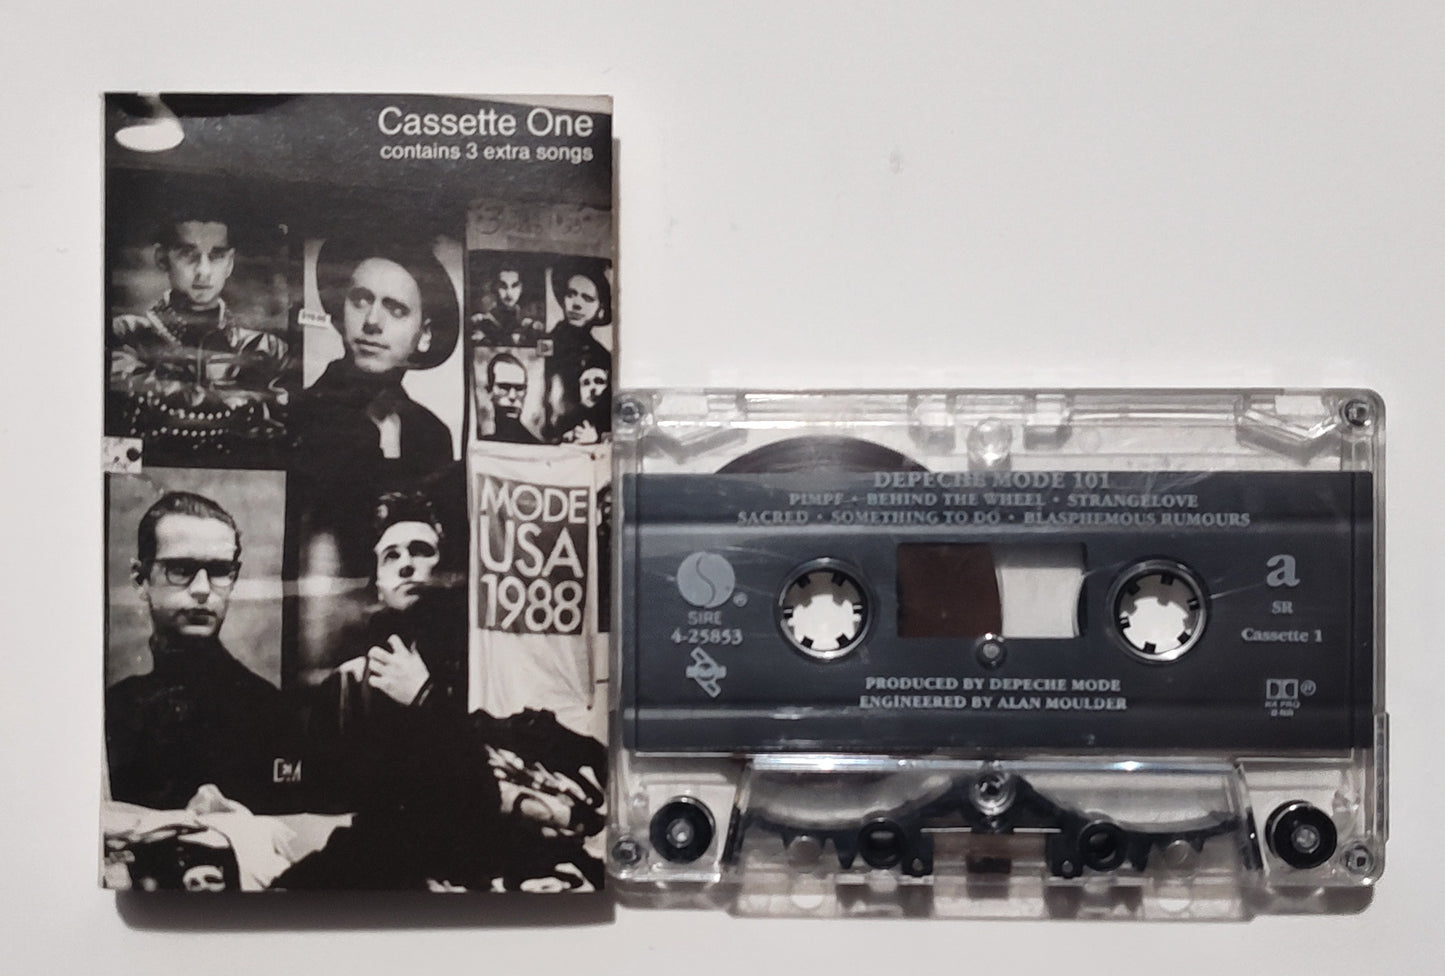 Cassette One
contains 3 extra songs
MODE
USA
1988
DM
DEPECHE MODE 101
PIMPF • BEHIND THE WHEEL • STRANGELOVE
SACRED • SOMETHING TO DO • BLASPHEMOUS RUMOURS
SIRE
4-25853
a
SR
Cassette 1
PRODUCED BY DEPECHE MODE
ENGINEERED BY ALAN MOULDER